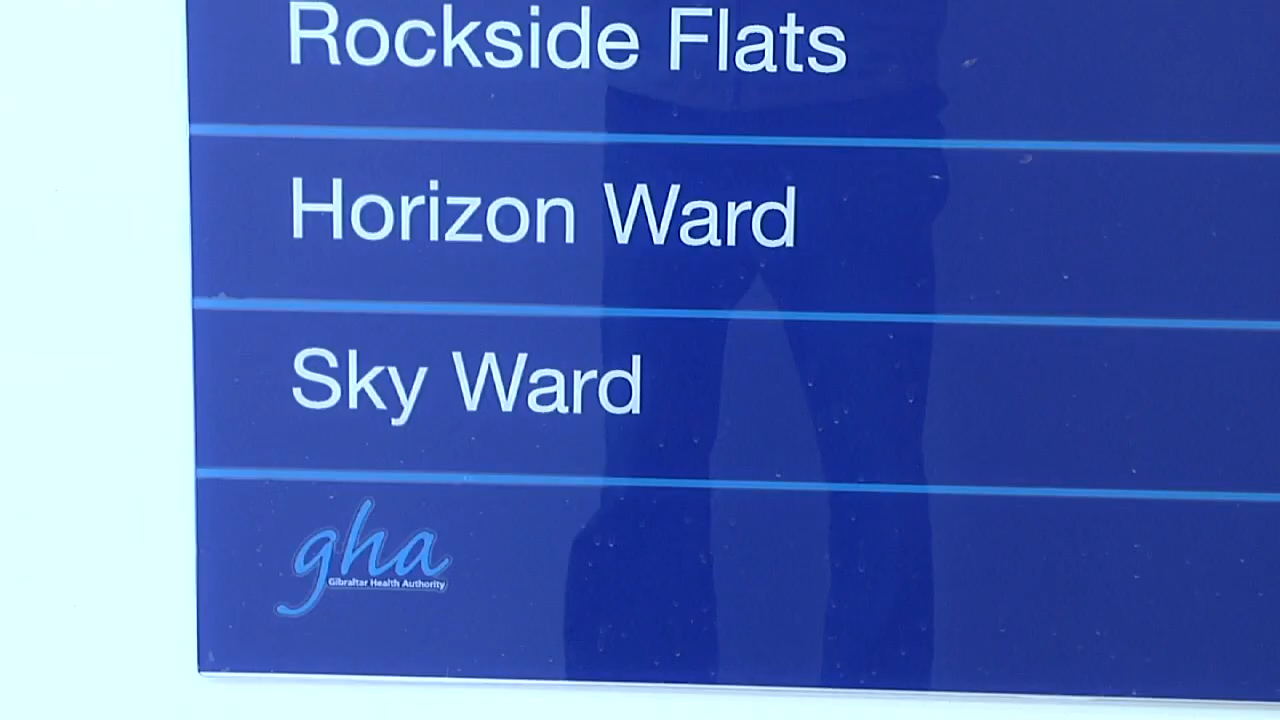 Rockside Flats
Horizon Ward
Sky Ward
gha
Gibraltar Health Authority